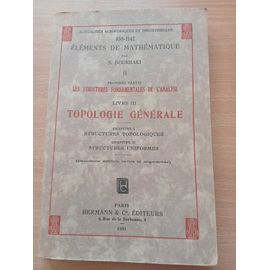 ACTUALITÉS SCIENTIFIQUES ET INDUSTRIELLES
858-1142
ÉLÉMENTS DE MATHÉMATIQUE
PAR
N. BOURBAKI
II
PREMIÈRE PARTIE
LES STRUCTURES FONDAMENTALES DE L'ANALYSE
LIVRE III
TOPOLOGIE GÉNÉRALE
CHAPITRE I
STRUCTURES TOPOLOGIQUES
CHAPITRE II
STRUCTURES UNIFORMES
PARIS
HERMANN & Cie, ÉDITEURS
6, Rue de la Sorbonne, 6